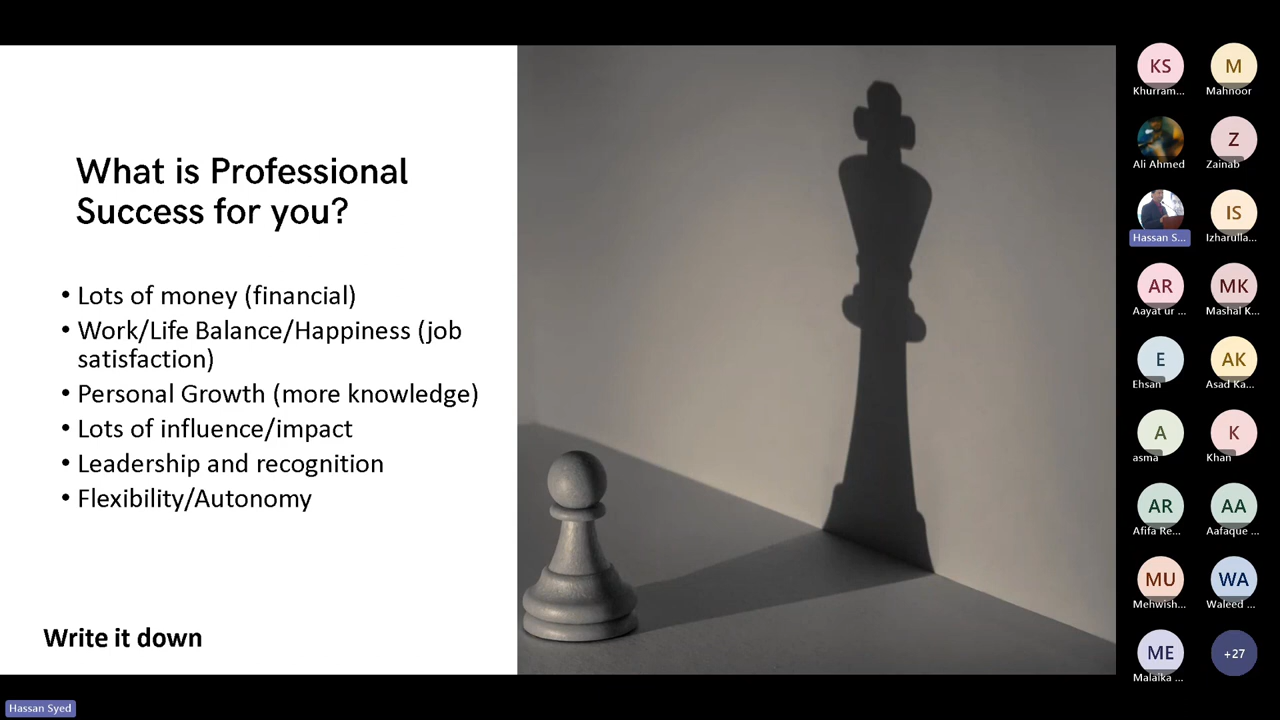 What is Professional
Success for you?
• Lots of money (financial)
• Work/Life Balance/Happiness (job
satisfaction)
• Personal Growth (more knowledge)
• Lots of influence/impact
• Leadership and recognition
• Flexibility/Autonomy
Write it down
Hassan Syed
KS
Khurram...
M
Mahnoor
Ali Ahmed
Z
Zainab
Hassan S...
IS
Izharulla...
AR
Aayat ur ...
MK
Mashal K...
E
Ehsan
AK
Asad Ka...
A
asma
K
Khan
AR
Afifa Re...
AA
Aafaque ...
MU
Mehwish...
WA
Waleed ...
ME
Malaika ...
+27